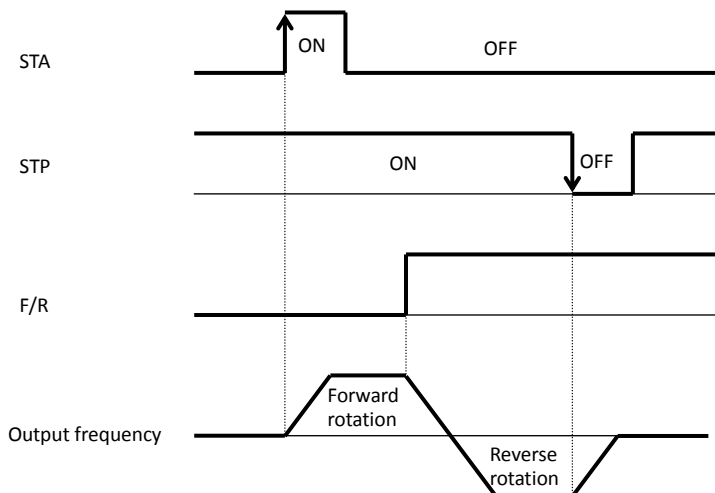 STA
ON
OFF
STP
ON
OFF
F/R
Output frequency
Forward
rotation
Reverse
rotation